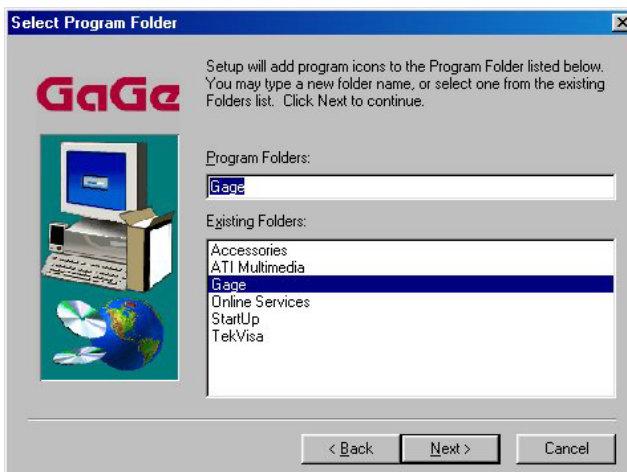 Select Program Folder
GaGe
Setup will add program icons to the Program Folder listed below.
You may type a new folder name, or select one from the existing
Folders list. Click Next to continue.
Program Folders:
Gage
Existing Folders:
Accessories
ATI Multimedia
Gage
Online Services
StartUp
TekVisa
< Back
Next >
Cancel